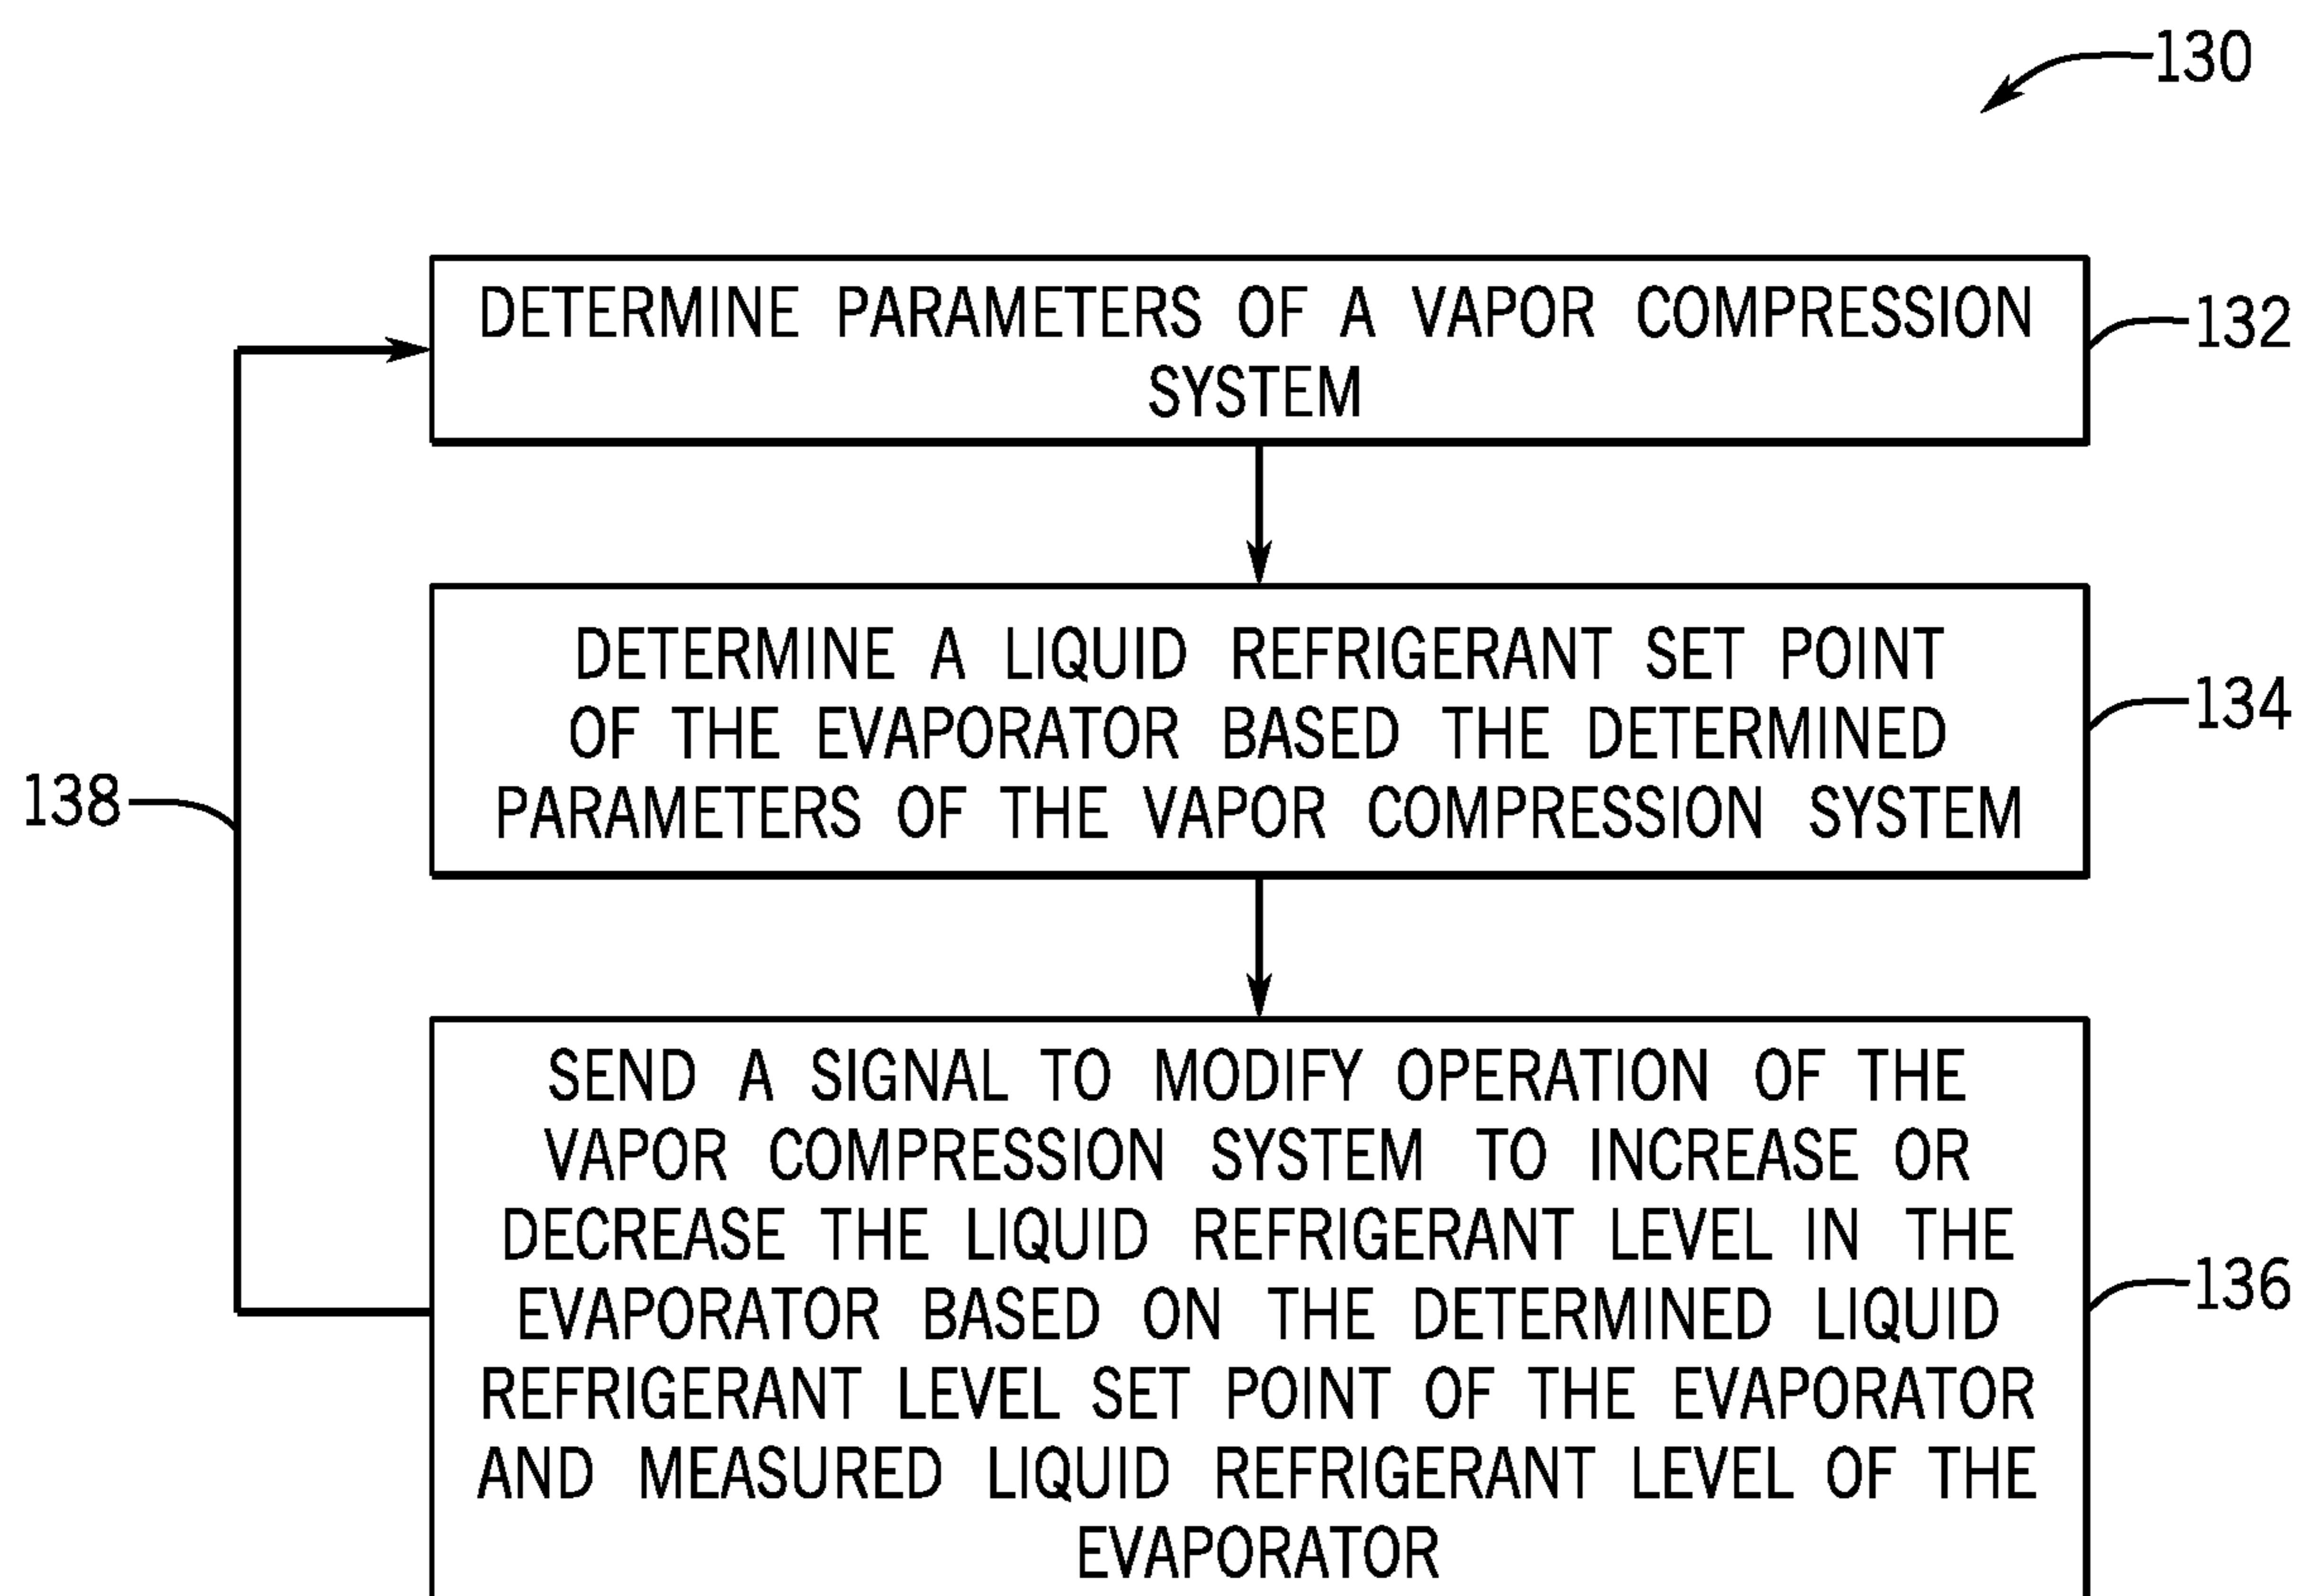 130
DETERMINE PARAMETERS OF A VAPOR COMPRESSION
SYSTEM
132
DETERMINE A LIQUID REFRIGERANT SET POINT
OF THE EVAPORATOR BASED THE DETERMINED
PARAMETERS OF THE VAPOR COMPRESSION SYSTEM
134
138
SEND A SIGNAL TO MODIFY OPERATION OF THE
VAPOR COMPRESSION SYSTEM TO INCREASE OR
DECREASE THE LIQUID REFRIGERANT LEVEL IN THE
EVAPORATOR BASED ON THE DETERMINED LIQUID
REFRIGERANT LEVEL SET POINT OF THE EVAPORATOR
AND MEASURED LIQUID REFRIGERANT LEVEL OF THE
EVAPORATOR
136